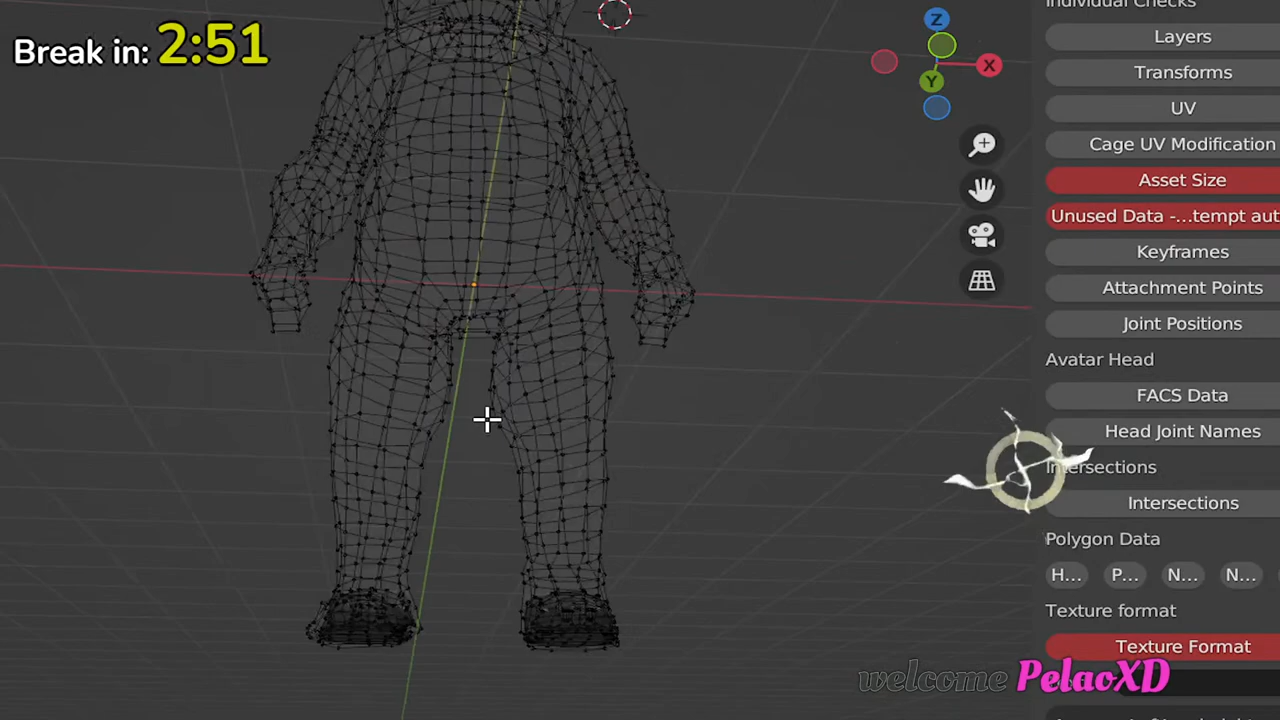 Individual Checks
Break in: 2:51
Z
X
Y
Layers
Transforms
UV
Cage UV Modification
Asset Size
Unused Data -...tempt aut
Keyframes
Attachment Points
Joint Positions
Avatar Head
FACS Data
Head Joint Names
Intersections
Intersections
Polygon Data
H... P... N... N...
Texture format
Texture Format
welcome PelaoXD